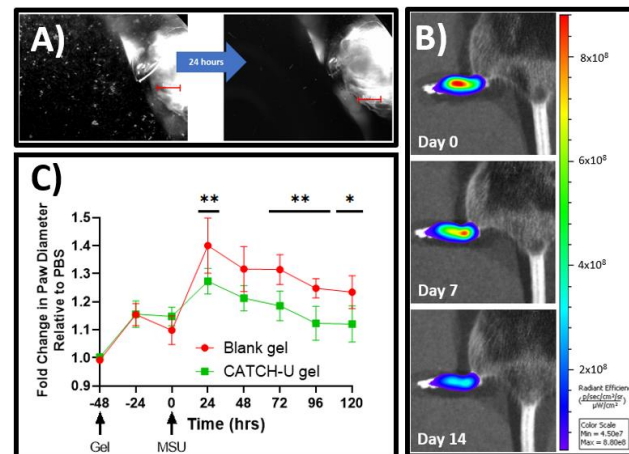 A)
24 hours
B)
Day 0
Day 7
Day 14
8x10⁸
6x10⁸
4x10⁸
2x10⁸
Radiant Efficiency
p/sec/cm²/sr
µW/cm²
Color Scale
Min = 4.50e7
Max = 8.80e8
C)
Fold Change in Paw Diameter
Relative to PBS
1.5
1.4
1.3
1.2
1.1
1.0
0.9
** ** *
Blank gel
CATCH-U gel
-48 -24 0 24 48 72 96 120
Time (hrs)
Gel
MSU